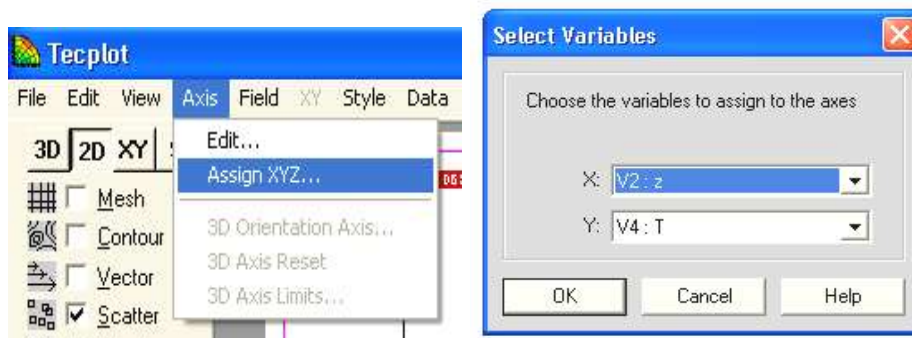 Tecplot
File Edit View Axis Field XY Style Data
3D 2D XY
Edit...
Assign XYZ...
3D Orientation Axis...
3D Axis Reset
3D Axis Limits...
Mesh
Contour
Vector
Scatter
Select Variables
Choose the variables to assign to the axes
X: V2 : z
Y: V4 : T
OK Cancel Help